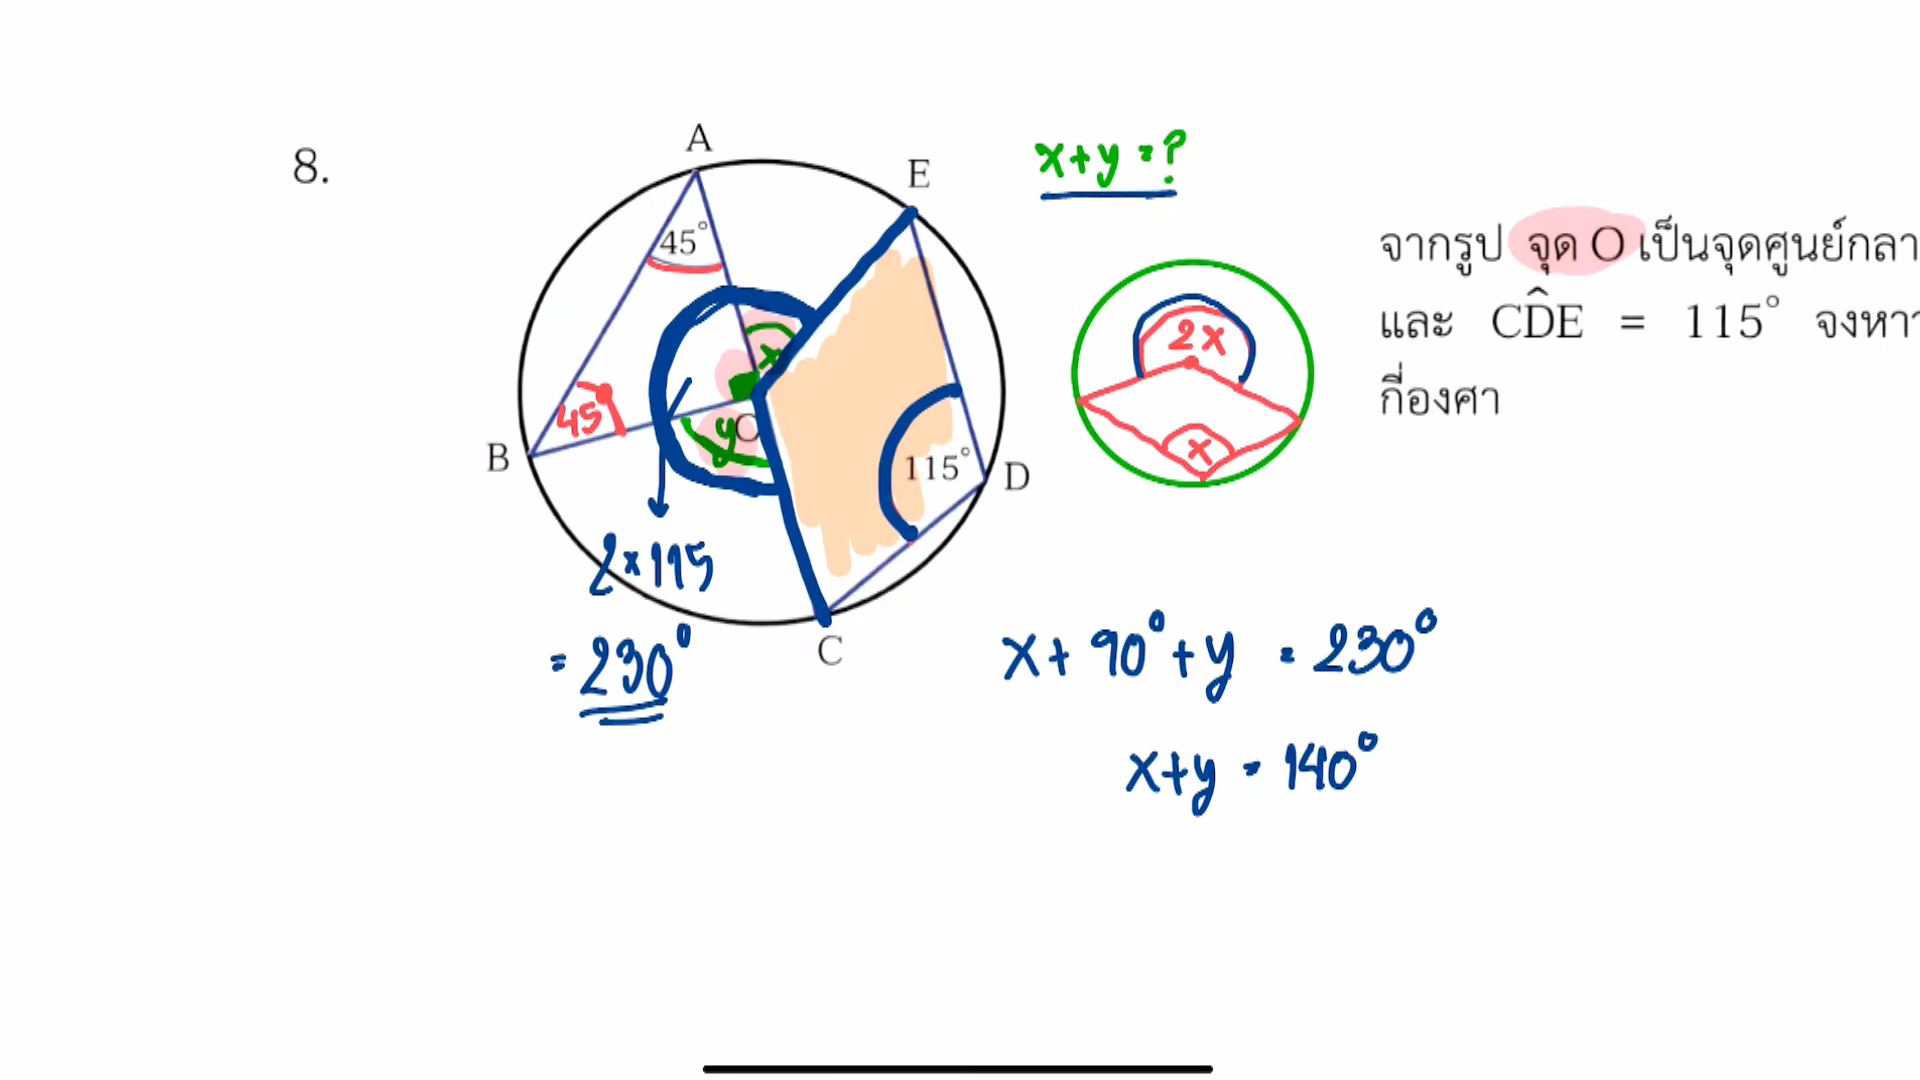 8.
A
E
x+y = ?
45°
จากรูป จุด O เป็นจุดศูนย์กลา
2x
และ CD̂E = 115° จงหา
x
กี่องศา
45
y
O
x
B
115°
D
2×115
C
= 230°
x+ 90° + y = 230°
x+y = 140°